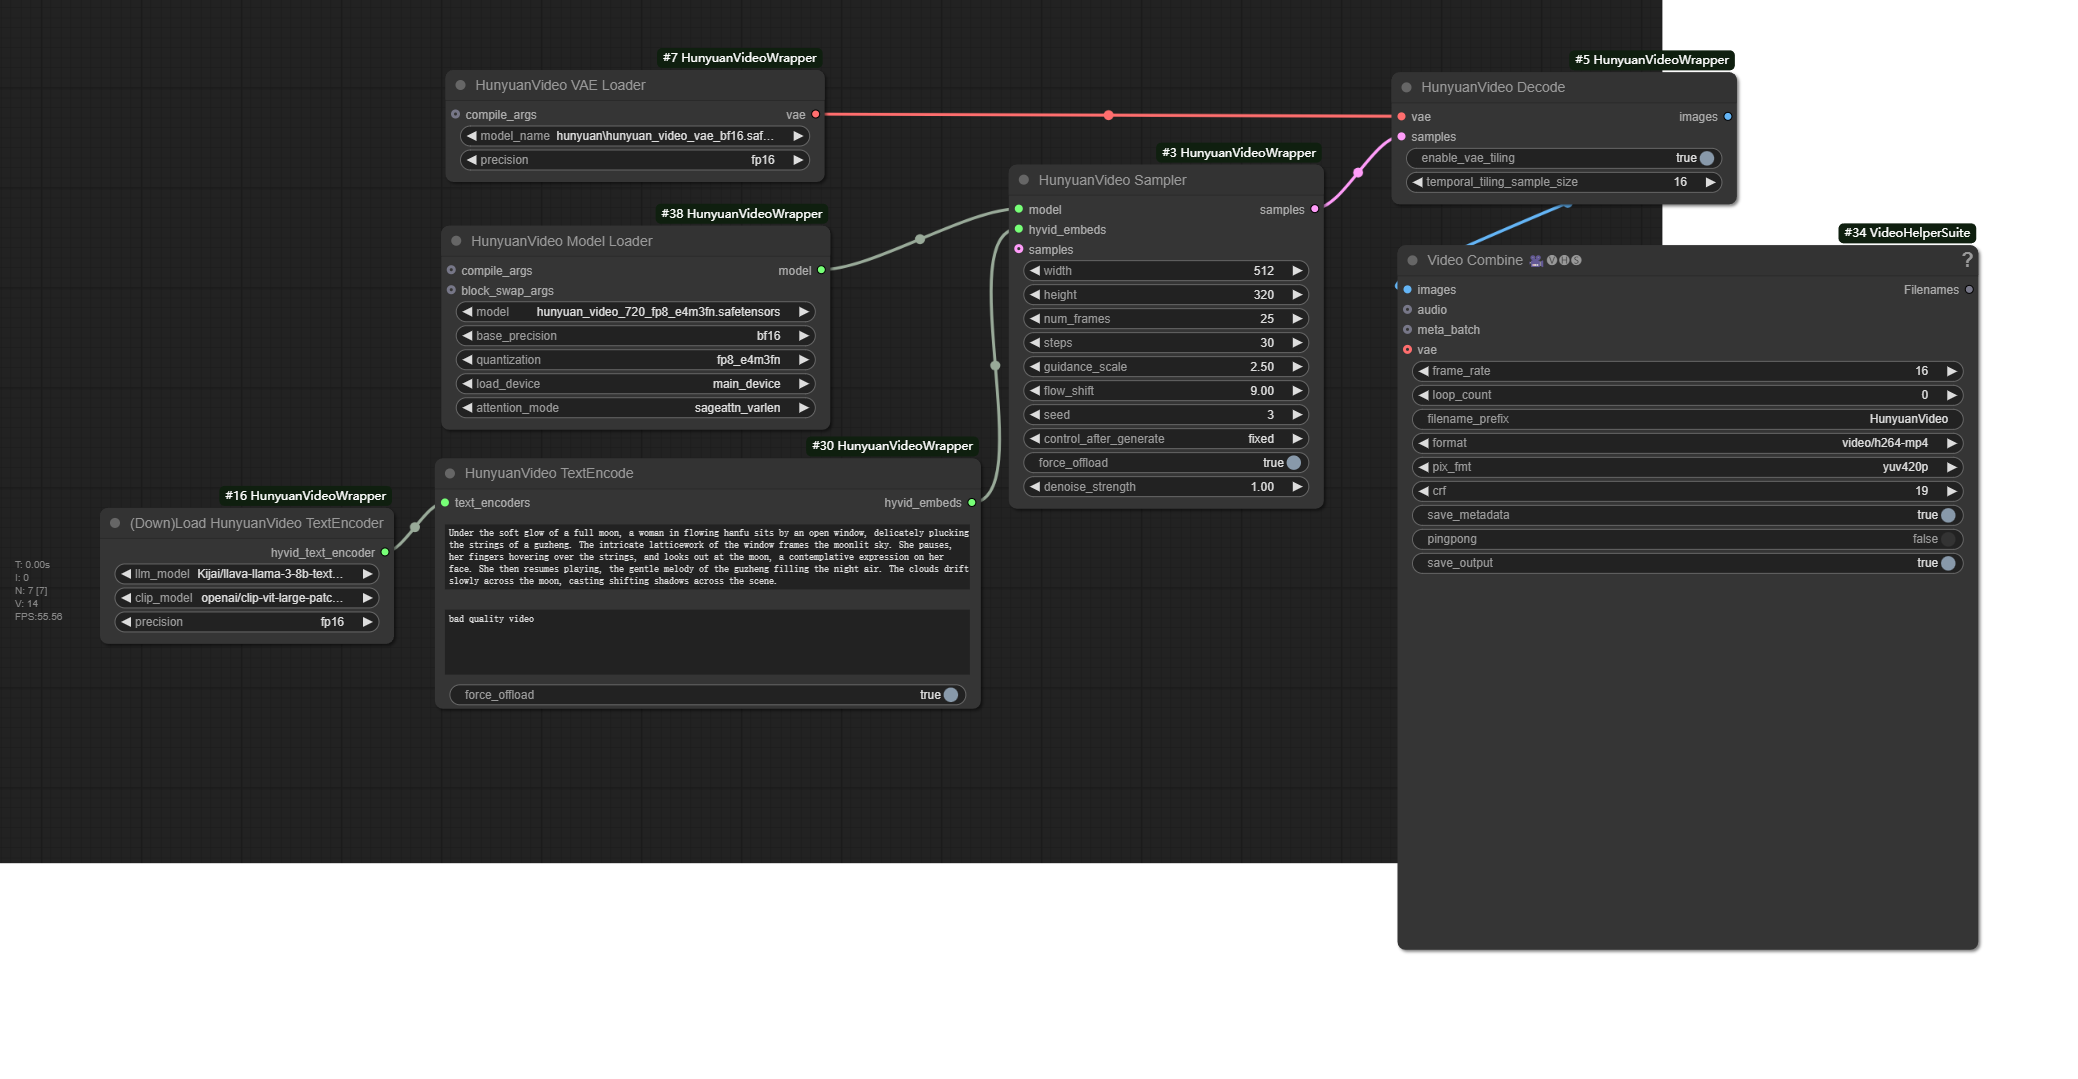 #7 HunyuanVideoWrapper
HunyuanVideo VAE Loader
compile_args vae
model_name hunyuan\hunyuan_video_vae_bf16.saf...
precision fp16
#38 HunyuanVideoWrapper
HunyuanVideo Model Loader
compile_args model
block_swap_args
model hunyuan_video_720_fp8_e4m3fn.safetensors
base_precision bf16
quantization fp8_e4m3fn
load_device main_device
attention_mode sageattn_varlen
#16 HunyuanVideoWrapper
(Down)Load HunyuanVideo TextEncoder
hyvid_text_encoder
llm_model Kijai/llava-llama-3-8b-text...
clip_model openai/clip-vit-large-patc...
precision fp16
T: 0.00s
I: 0
N: 7 [7]
V: 14
FPS:55.56
#30 HunyuanVideoWrapper
HunyuanVideo TextEncode
text_encoders hyvid_embeds
Under the soft glow of a full moon, a woman in flowing hanfu sits by an open window, delicately plucking
the strings of a guzheng. The intricate latticework of the window frames the moonlit sky. She pauses,
her fingers hovering over the strings, and looks out at the moon, a contemplative expression on her
face. She then resumes playing, the gentle melody of the guzheng filling the night air. The clouds drift
slowly across the moon, casting shifting shadows across the scene.
bad quality video
force_offload true
#3 HunyuanVideoWrapper
HunyuanVideo Sampler
model samples
hyvid_embeds
samples
width 512
height 320
num_frames 25
steps 30
guidance_scale 2.50
flow_shift 9.00
seed 3
control_after_generate fixed
force_offload true
denoise_strength 1.00
#5 HunyuanVideoWrapper
HunyuanVideo Decode
vae images
samples
enable_vae_tiling true
temporal_tiling_sample_size 16
#34 VideoHelperSuite
Video Combine 🎥🅥🅗🅢 ?
images Filenames
audio
meta_batch
vae
frame_rate 16
loop_count 0
filename_prefix HunyuanVideo
format video/h264-mp4
pix_fmt yuv420p
crf 19
save_metadata true
pingpong false
save_output true